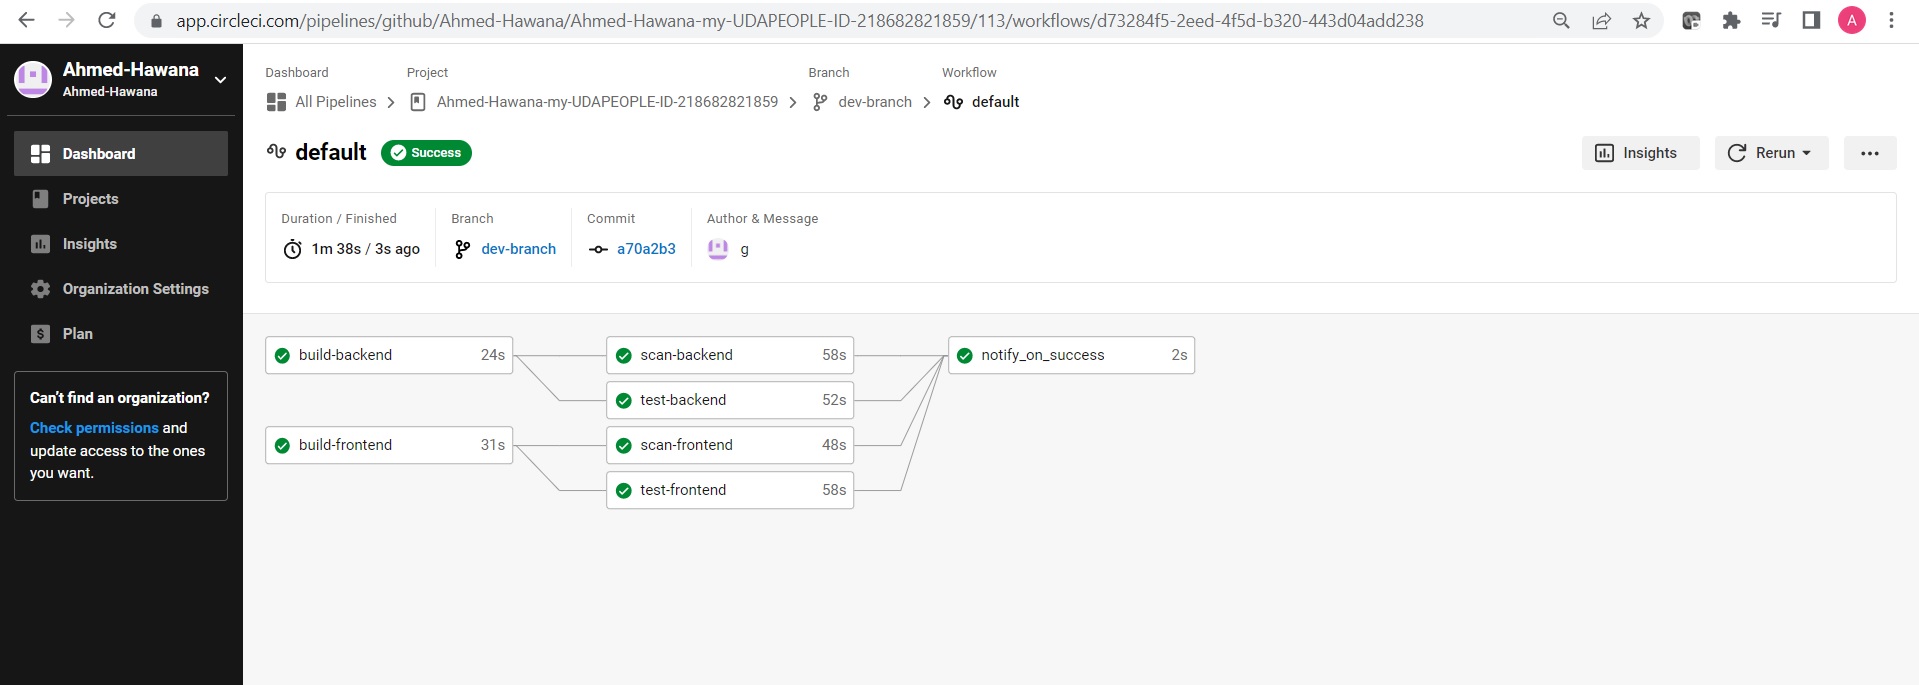 app.circleci.com/pipelines/github/Ahmed-Hawana/Ahmed-Hawana-my-UDAPEOPLE-ID-218682821859/113/workflows/d73284f5-2eed-4f5d-b320-443d04add238
A
Ahmed-Hawana
Ahmed-Hawana
Dashboard
Projects
Insights
Organization Settings
Plan
Can't find an organization?
Check permissions and
update access to the ones
you want.
Dashboard Project Branch Workflow
All Pipelines Ahmed-Hawana-my-UDAPEOPLE-ID-218682821859 dev-branch default
default Success Insights Rerun
Duration / Finished Branch Commit Author & Message
1m 38s / 3s ago dev-branch a70a2b3 g
build-backend 24s scan-backend 58s notify_on_success 2s
test-backend 52s
build-frontend 31s scan-frontend 48s
test-frontend 58s